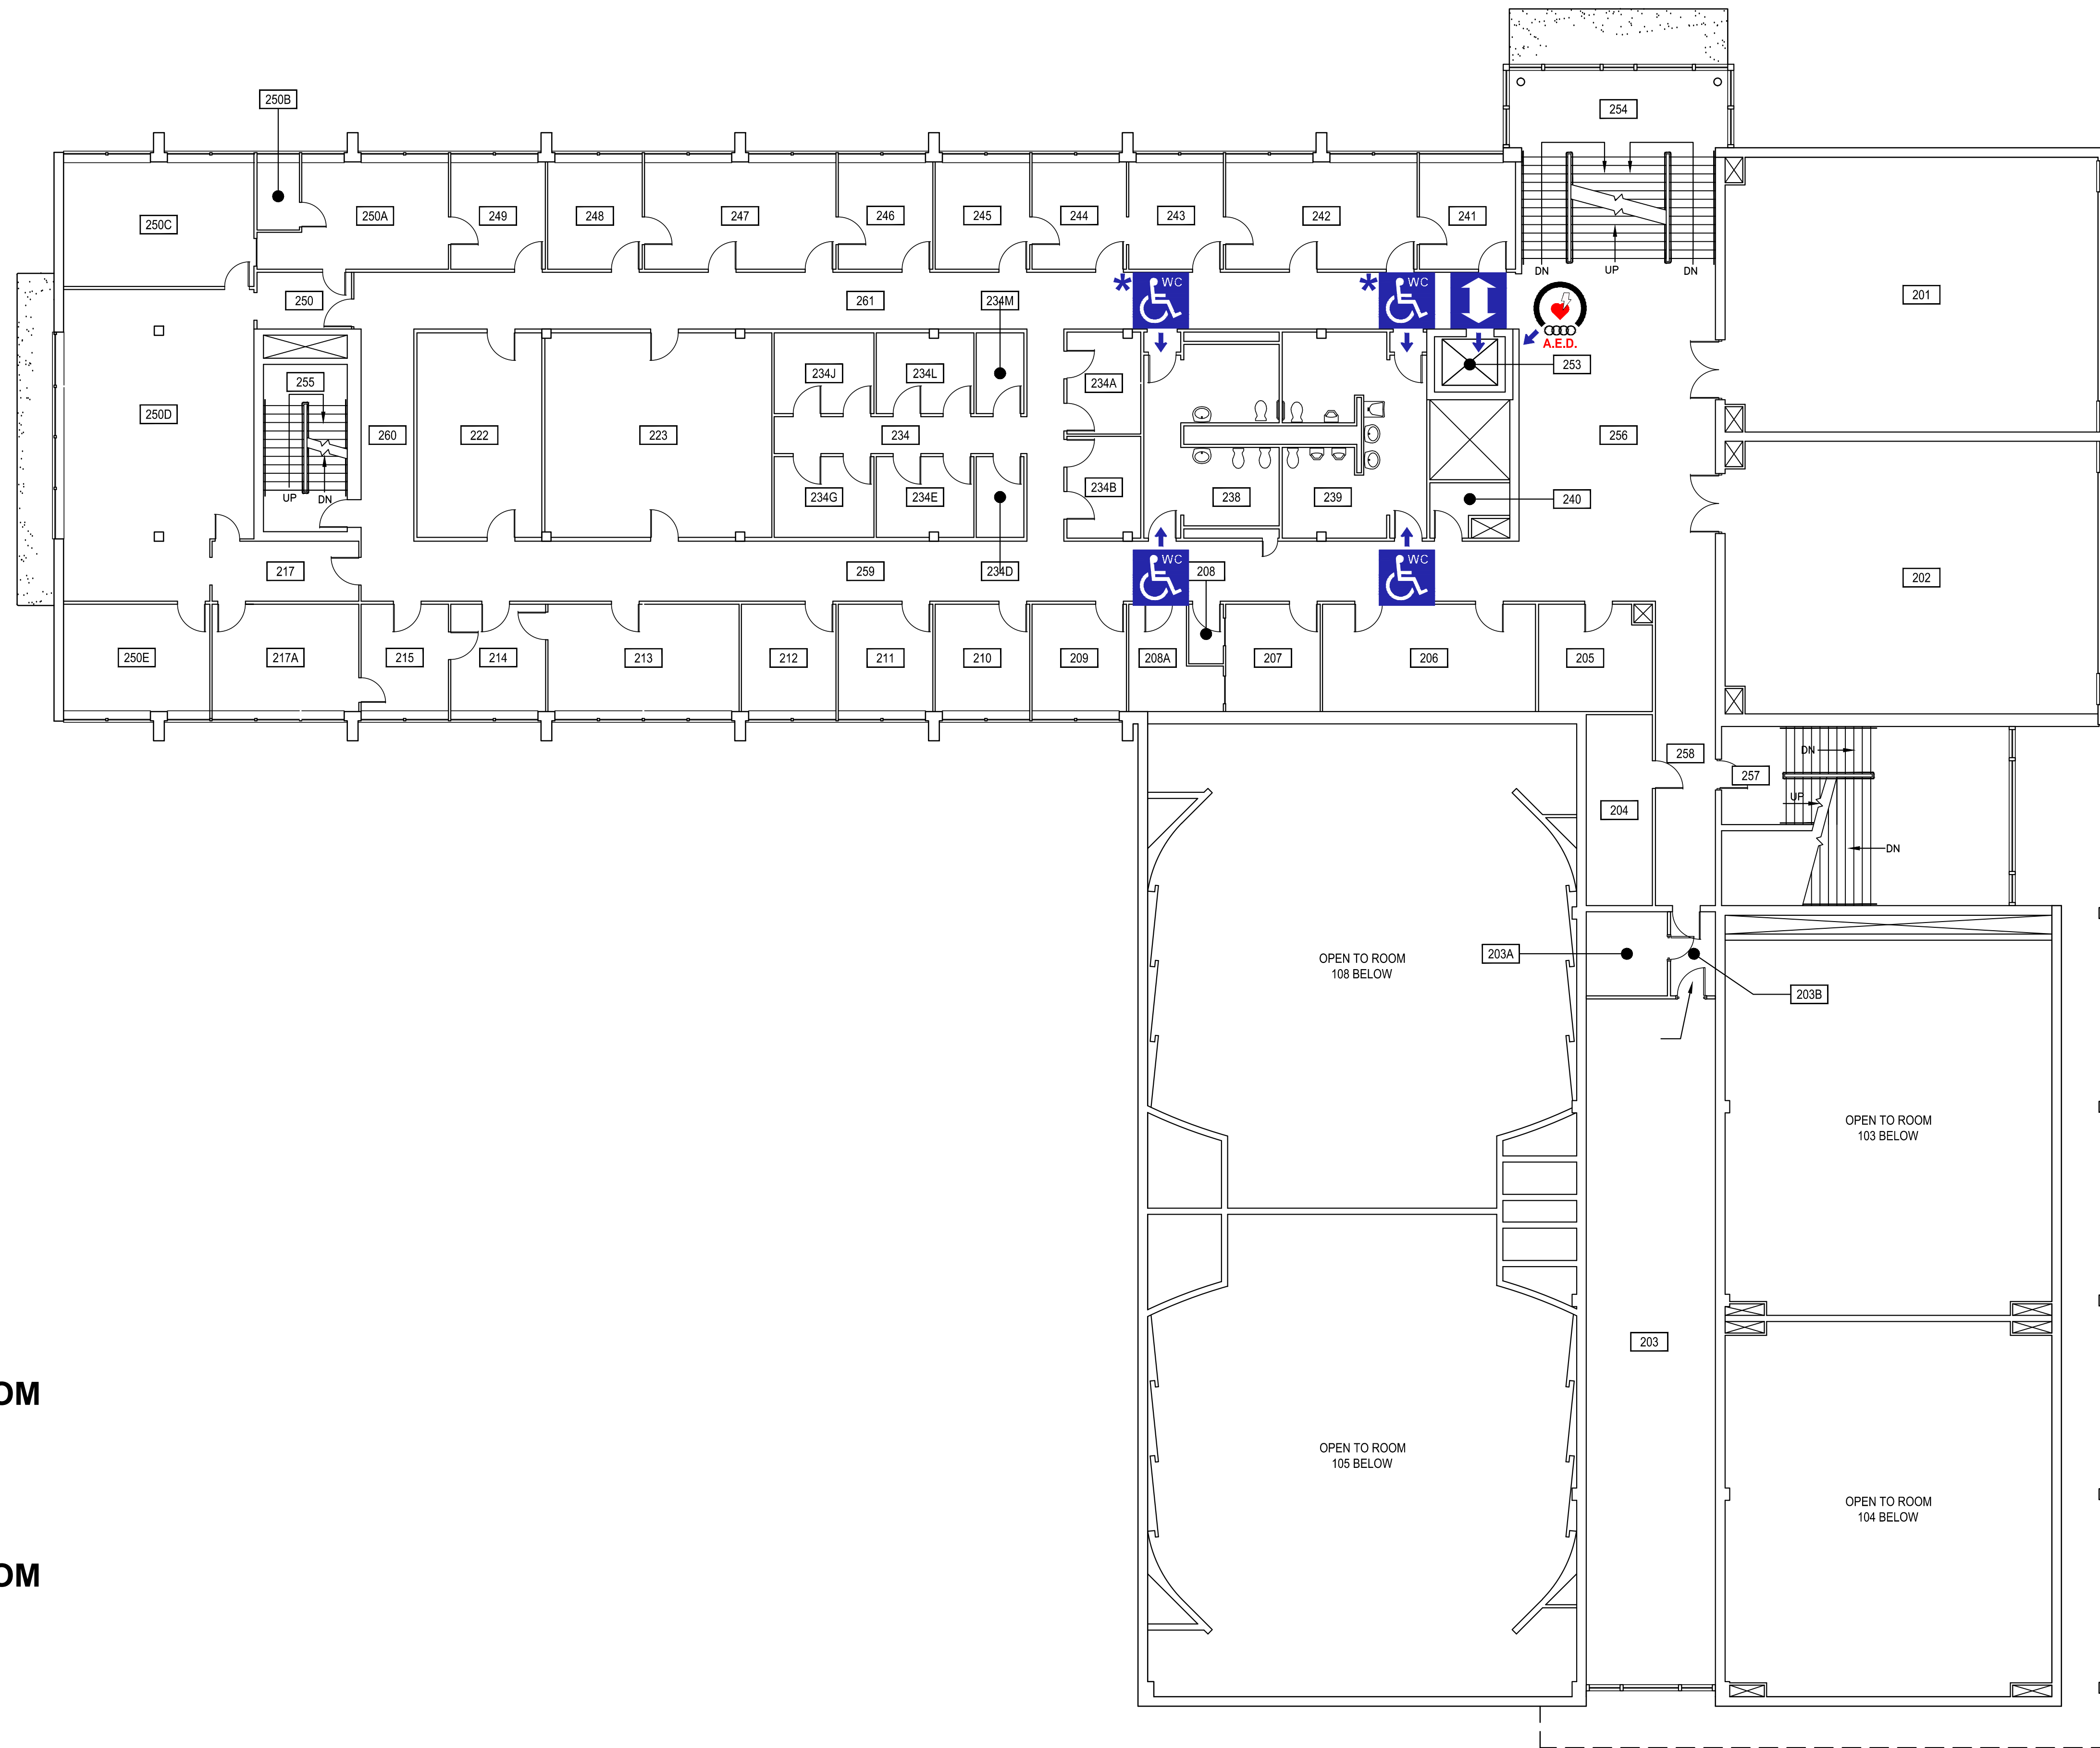 254
250B
250C
250A
249
248
247
246
245
244
243
242
241
DN
UP
DN
201
250
261
234M
*
WC
*
WC
A.E.D.
253
255
234J
234L
234A
250D
260
222
223
234
256
UP
DN
234G
234E
234B
238
239
240
217
259
234D
WC
208
WC
202
250E
217A
215
214
213
212
211
210
209
208A
207
206
205
258
DN
257
UP
204
DN
OPEN TO ROOM
108 BELOW
203A
203B
OPEN TO ROOM
103 BELOW
203
OM
OPEN TO ROOM
105 BELOW
OPEN TO ROOM
104 BELOW
OM